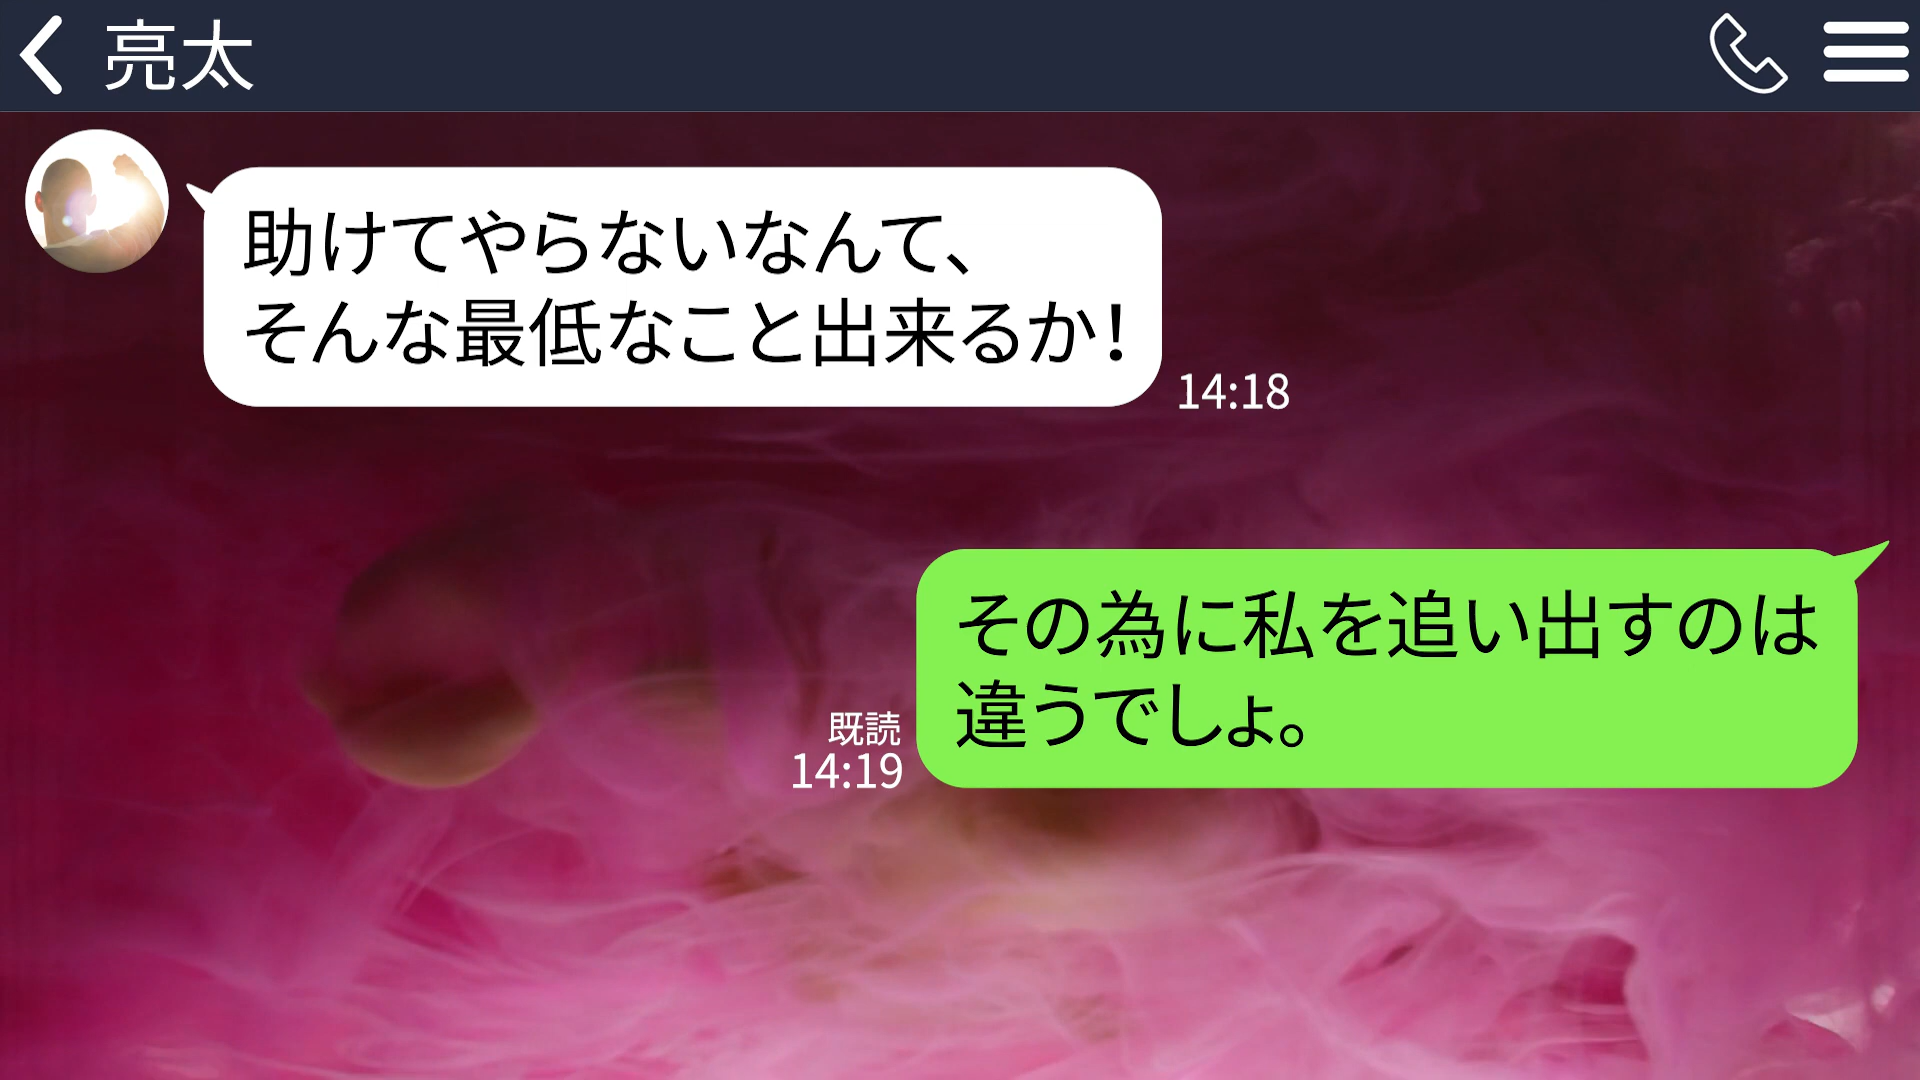 亮太
助けてやらないなんて、
そんな最低なこと出来るか！
14:18
その為に私を追い出すのは
違うでしょ。
既読
14:19